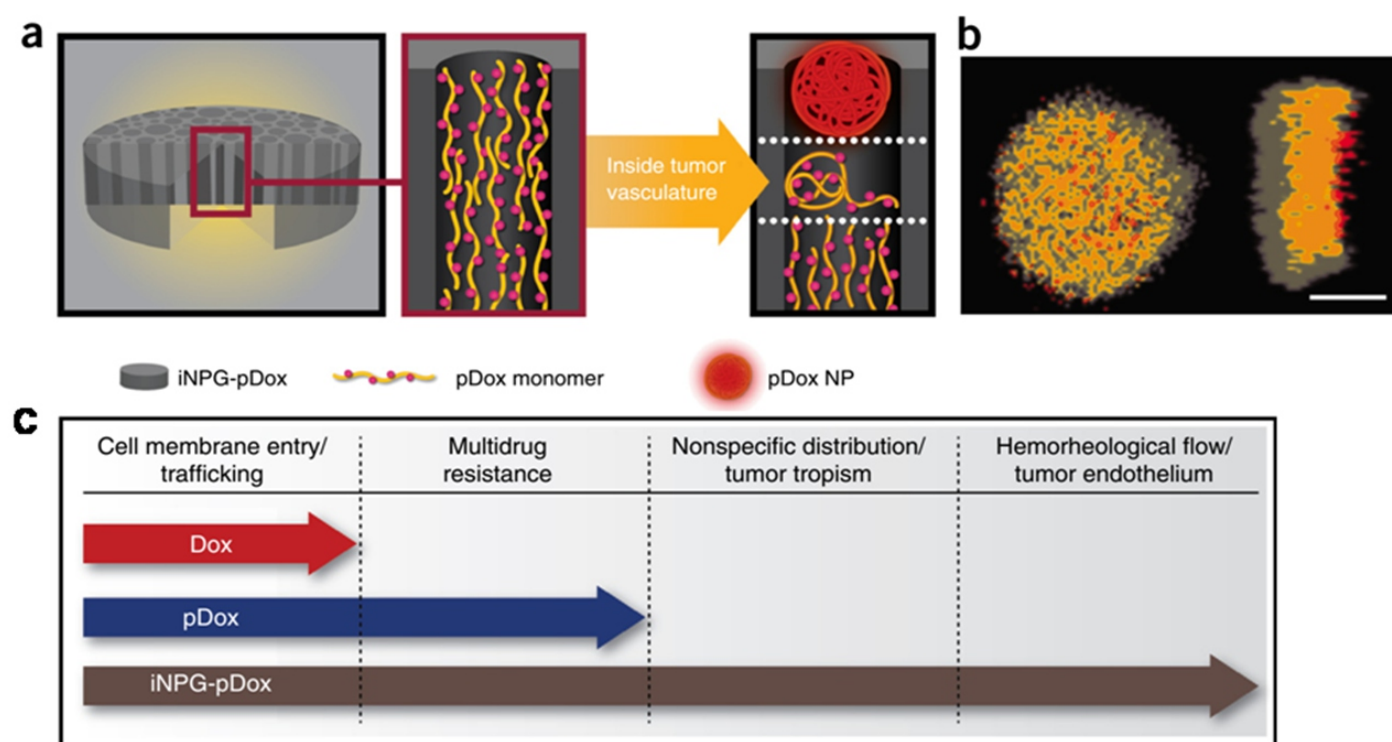 a
b
Inside tumor
vasculature
iNPG-pDox
pDox monomer
pDox NP
c
Cell membrane entry/
trafficking
Multidrug
resistance
Nonspecific distribution/
tumor tropism
Hemorheological flow/
tumor endothelium
Dox
pDox
iNPG-pDox